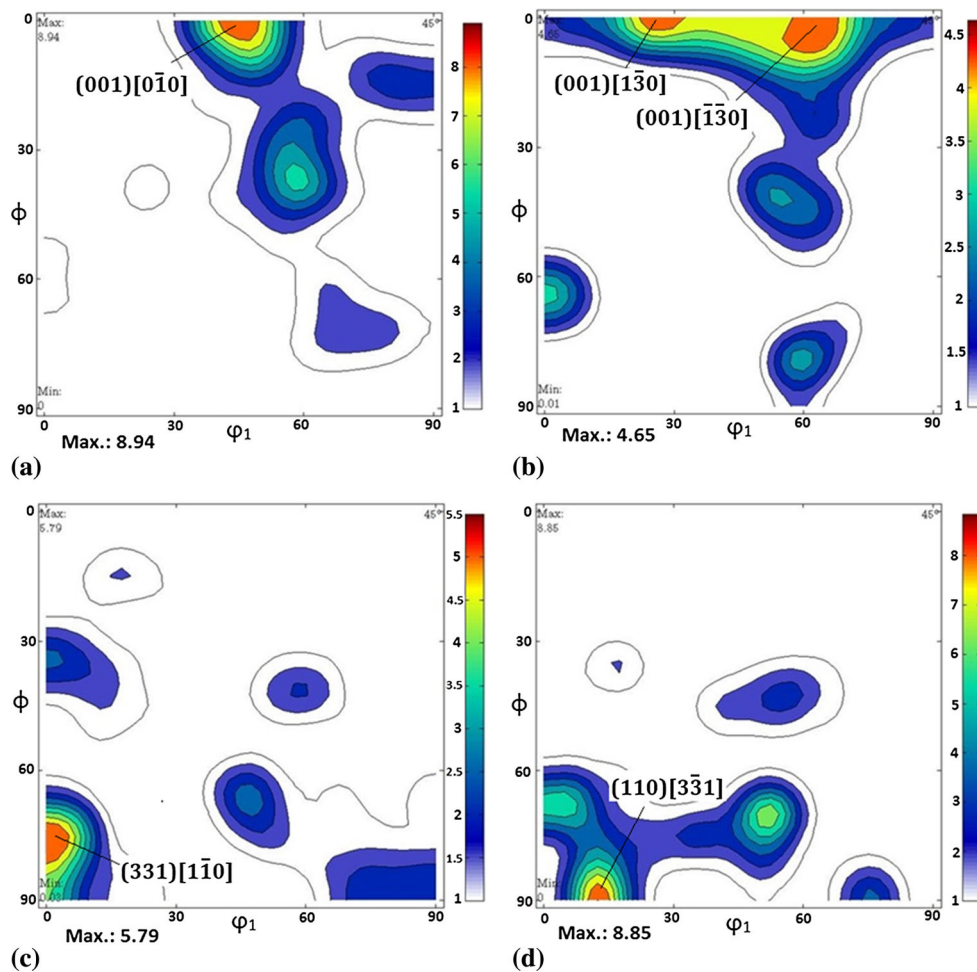 0 Max: 45°
8.94 8
(001)[01̄0]
7
30 6
ϕ 5
60 4
3
2
Min:
90 0 1
0 30 φ₁ 60 90
Max.: 8.94
(a)
0 Max: 45° 4.5
4.65 4
(001)[13̄0]
(001)[1̄3̄0] 3.5
30 3
ϕ 2.5
60 2
1.5
Min:
90 0.01 1
0 30 φ₁ 60 90
Max.: 4.65
(b)
0 Max: 45° 5.5
5.79 5
4.5
30 4
3.5
ϕ 3
60 2.5
2
(331)[11̄0] 1.5
Min:
90 0.03 1
0 30 φ₁ 60 90
Max.: 5.79
(c)
0 Max: 45°
8.85 8
7
30 6
ϕ 5
60 4
(110)[33̄1] 3
2
Min:
90 0 1
0 30 φ₁ 60 90
Max.: 8.85
(d)